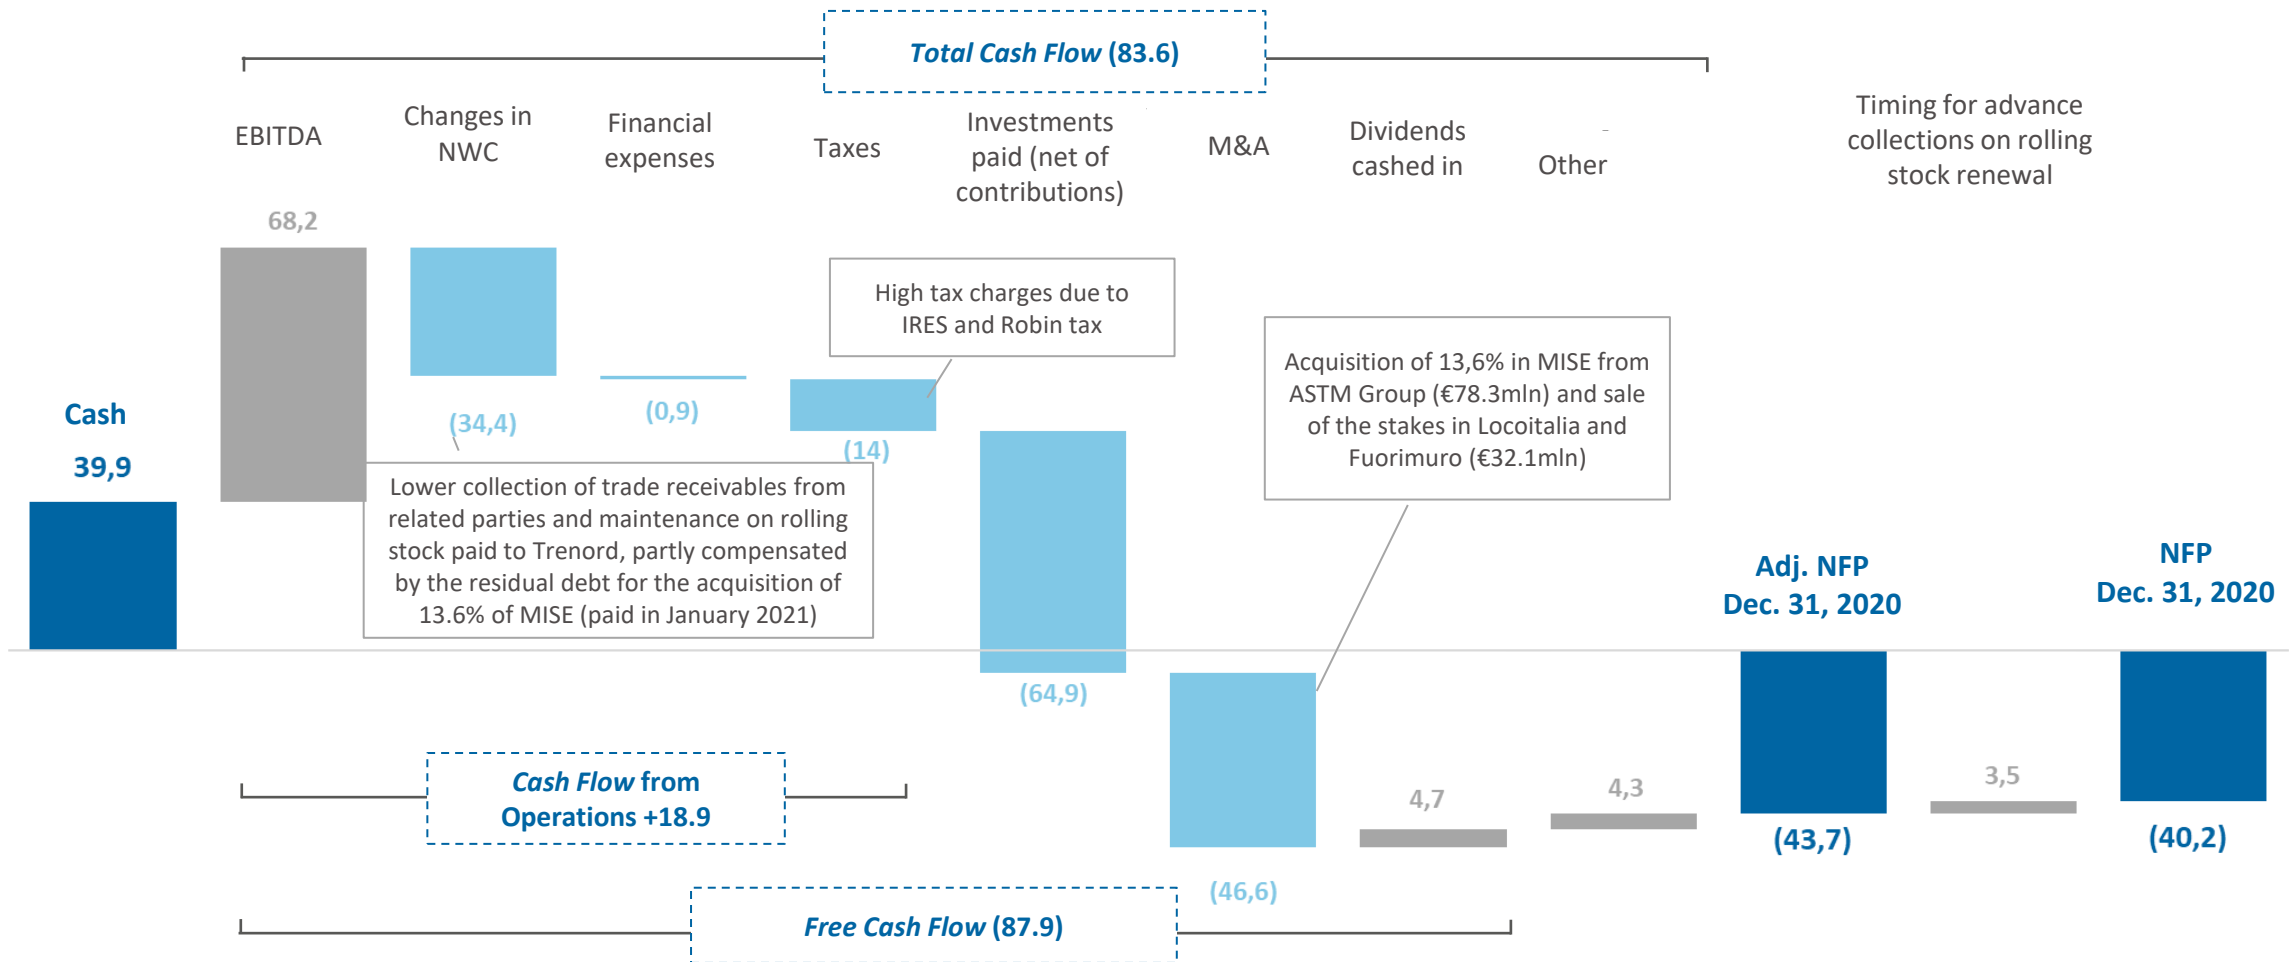 Total Cash Flow (83.6)
EBITDA
Changes in
NWC
Financial
expenses
Taxes
Investments
paid (net of
contributions)
M&A
Dividends
cashed in
Other
Timing for advance
collections on rolling
stock renewal
68,2
High tax charges due to
IRES and Robin tax
Acquisition of 13,6% in MISE from
ASTM Group (€78.3mln) and sale
of the stakes in Locoitalia and
Fuorimuro (€32.1mln)
Cash
39,9
(34,4)
(0,9)
(14)
Lower collection of trade receivables from
related parties and maintenance on rolling
stock paid to Trenord, partly compensated
by the residual debt for the acquisition of
13.6% of MISE (paid in January 2021)
Adj. NFP
Dec. 31, 2020
NFP
Dec. 31, 2020
(64,9)
Cash Flow from
Operations +18.9
4,7
4,3
3,5
(43,7)
(40,2)
(46,6)
Free Cash Flow (87.9)